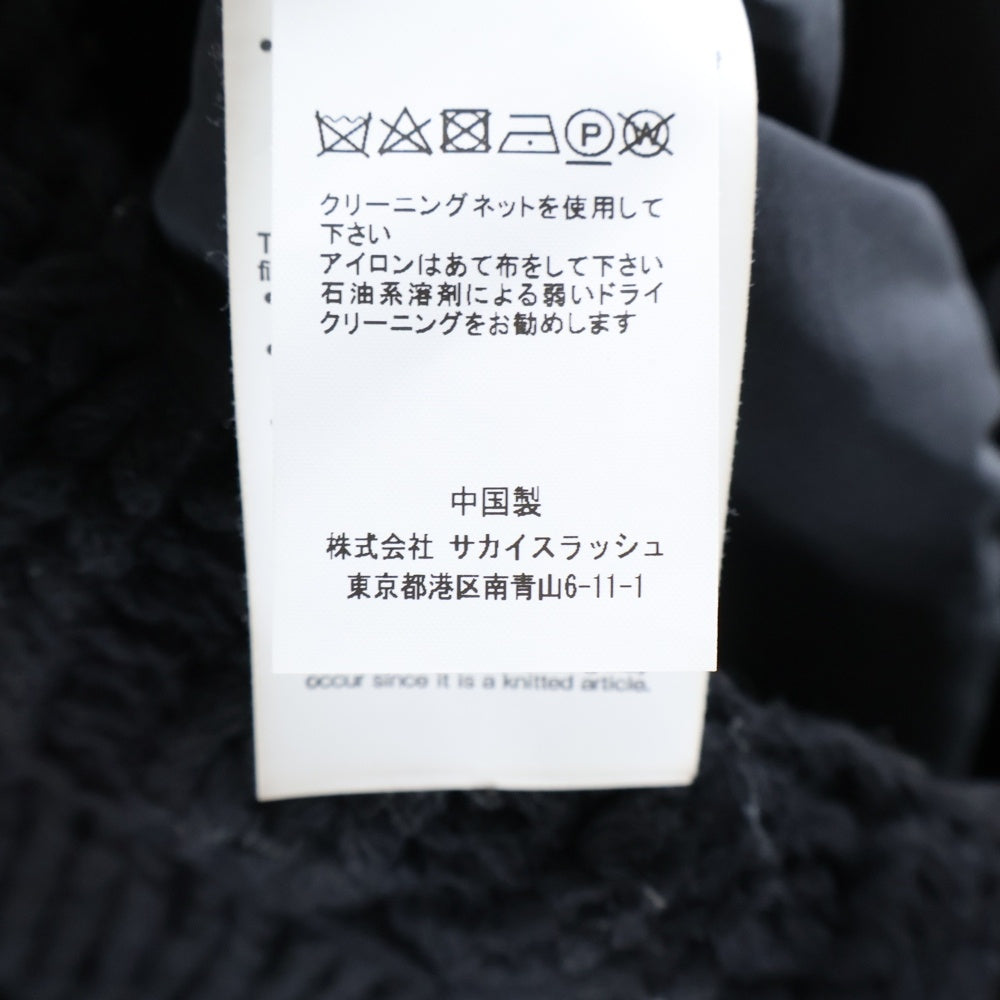 P
W
T
fi
クリーニングネットを使用して
下さい
アイロンはあて布をして下さい
石油系溶剤による弱いドライ
クリーニングをお勧めします
中国製
株式会社 サカイスラッシュ
東京都港区南青山6-11-1
occur since it is a knitted article.